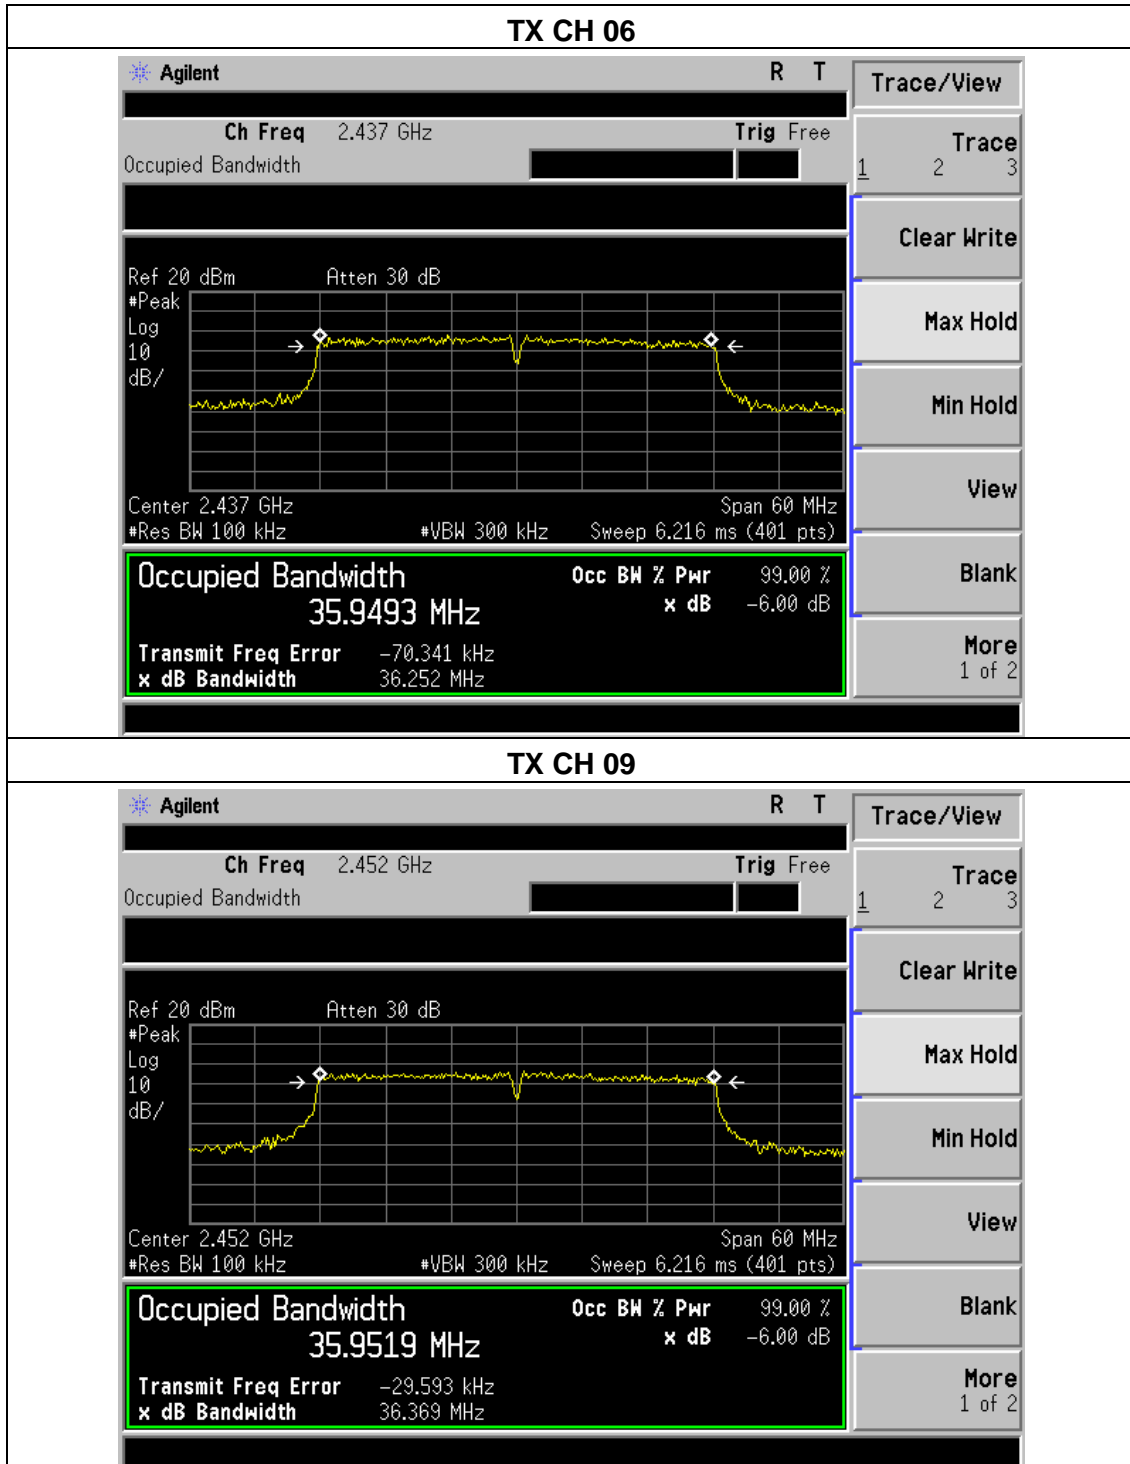 TX CH 06
Agilent R T
Trace/View
Ch Freq 2.437 GHz Trig Free
Occupied Bandwidth
Trace
1 2 3
Clear Write
Ref 20 dBm Atten 30 dB
#Peak
Log
10
dB/
Max Hold
Min Hold
View
Center 2.437 GHz Span 60 MHz
#Res BW 100 kHz #VBW 300 kHz Sweep 6.216 ms (401 pts)
Occupied Bandwidth Occ BW % Pwr 99.00 %
35.9493 MHz x dB -6.00 dB
Blank
Transmit Freq Error -70.341 kHz
x dB Bandwidth 36.252 MHz
More
1 of 2
TX CH 09
Agilent R T
Trace/View
Ch Freq 2.452 GHz Trig Free
Occupied Bandwidth
Trace
1 2 3
Clear Write
Ref 20 dBm Atten 30 dB
#Peak
Log
10
dB/
Max Hold
Min Hold
View
Center 2.452 GHz Span 60 MHz
#Res BW 100 kHz #VBW 300 kHz Sweep 6.216 ms (401 pts)
Occupied Bandwidth Occ BW % Pwr 99.00 %
35.9519 MHz x dB -6.00 dB
Blank
Transmit Freq Error -29.593 kHz
x dB Bandwidth 36.369 MHz
More
1 of 2